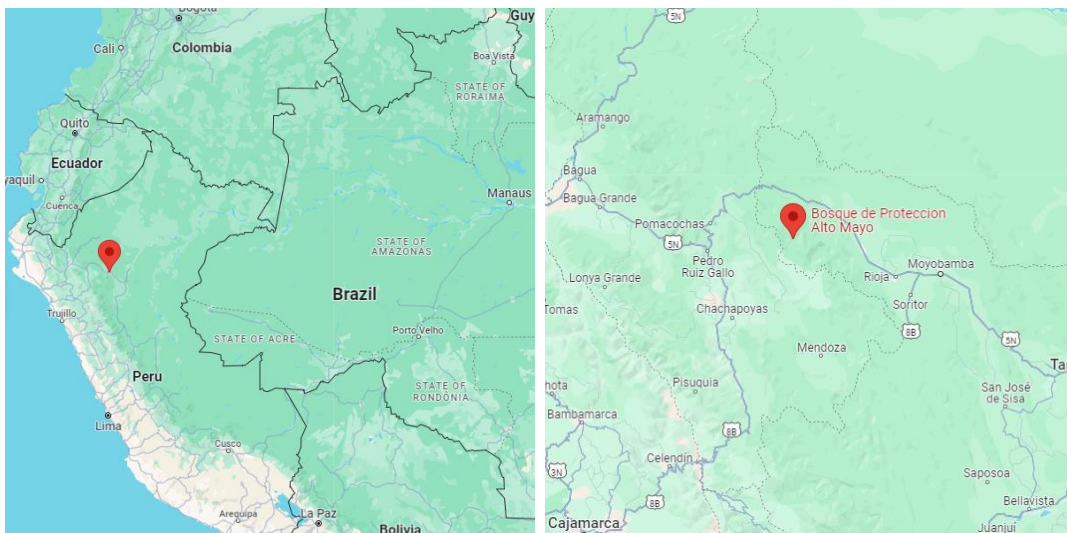 Bogota
Guy
Cali
Colombia
Boa Vista
STATE OF
RORAIMA
Quito
Ecuador
yaquil
Cuenca
Manaus
STATE OF
AMAZONAS
Brazil
Trujillo
Porto Velho
STATE OF ACRE
Peru
STATE OF
RONDÔNIA
Lima
Cusco
Arequipa
La Paz
Bolivia
5N
Aramango
Bagua
Bagua Grande
Bosque de Proteccion
Alto Mayo
Pomacochas
5N
Pedro
Ruiz Gallo
Lonya Grande
Moyobamba
Rioja
Soritor
Tomas
Chachapoyas
8B
5N
Mendoza
Ta
hota
Pisuquia
San José
de Sisa
Bambamarca
8B
3N
Celendín
Saposoa
8B
Bellavista
Cajamarca
Juanjuí